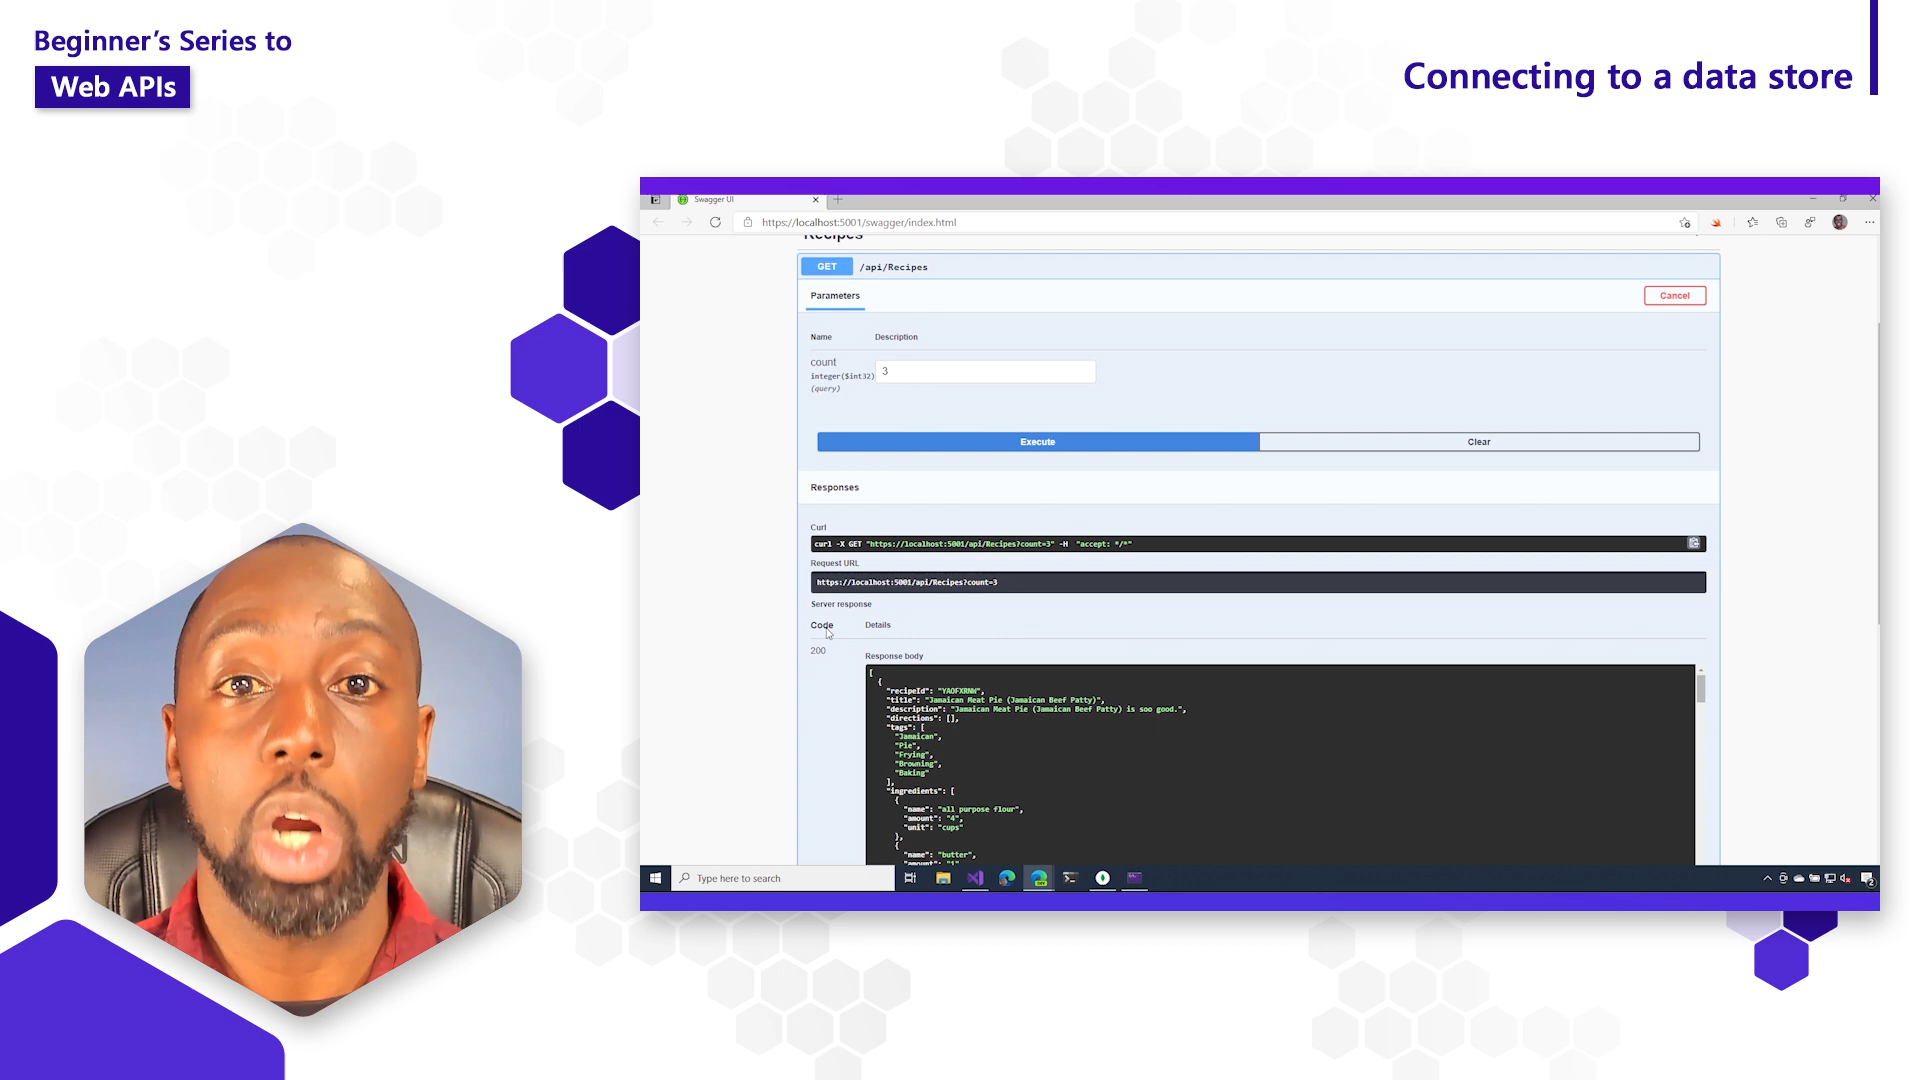 Beginner's Series to
Web APIs
Connecting to a data store
Swagger UI
https://localhost:5001/swagger/index.html
Recipes
GET /api/Recipes
Parameters
Cancel
Name Description
count
integer($int32)
(query)
3
Execute
Clear
Responses
Curl
curl -X GET "https://localhost:5001/api/Recipes?count=3" -H "accept: */*"
Request URL
https://localhost:5001/api/Recipes?count=3
Server response
Code Details
200
Response body
[
{
"recipeId": "YAOFXRNW",
"title": "Jamaican Meat Pie (Jamaican Beef Patty)",
"description": "Jamaican Meat Pie (Jamaican Beef Patty) is soo good.",
"directions": [],
"tags": [
"Jamaican",
"Pie",
"Frying",
"Browning",
"Baking"
],
"ingredients": [
{
"name": "all purpose flour",
"amount": "4",
"unit": "cups"
},
{
"name": "butter",
"amount": "1"
Type here to search
2